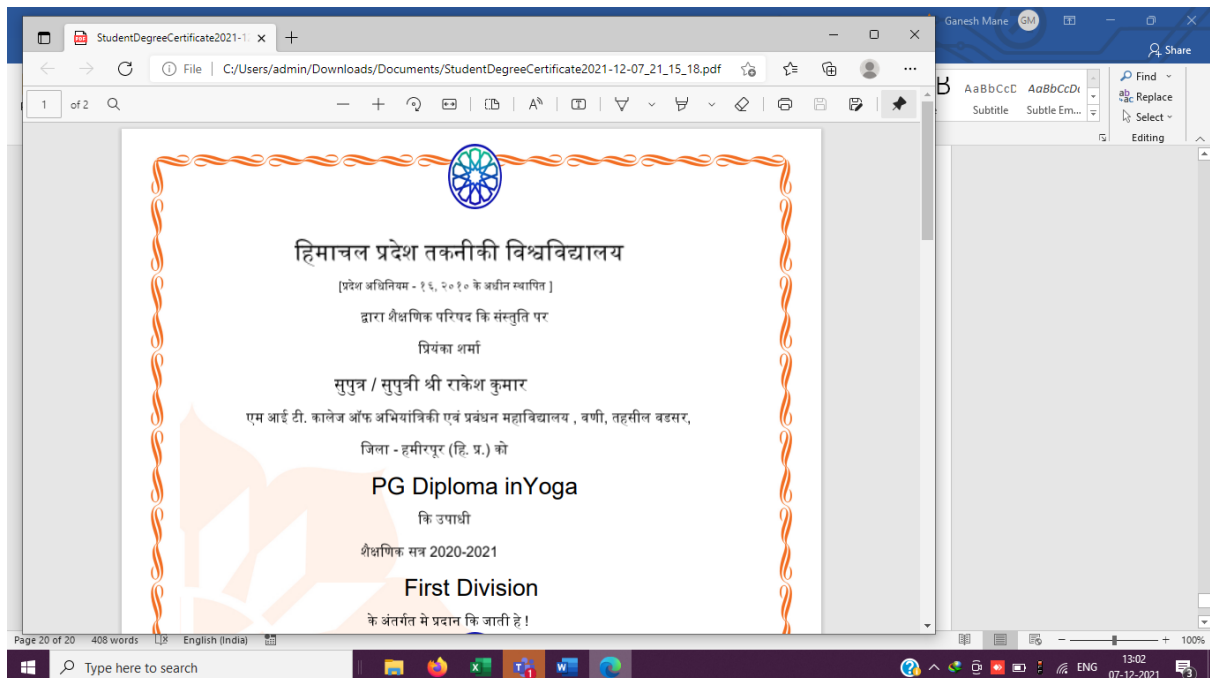 Ganesh Mane GM
StudentDegreeCertificate2021-1
Share
File C:/Users/admin/Downloads/Documents/StudentDegreeCertificate2021-12-07_21_15_18.pdf
Find
AaBbCcD AaBbCcDt
Replace
1 of 2
Subtitle Subtle Em...
Select
Editing
हिमाचल प्रदेश तकनीकी विश्वविद्यालय
[प्रदेश अधिनियम - १६, २०१० के अधीन स्थापित ]
द्वारा शैक्षणिक परिषद कि संस्तुति पर
प्रियंका शर्मा
सुपुत्र / सुपुत्री श्री राकेश कुमार
एम आई टी. कालेज ऑफ अभियांत्रिकी एवं प्रबंधन महाविद्यालय , वणी, तहसील बडसर,
जिला - हमीरपूर (हि. प्र.) को
PG Diploma inYoga
कि उपाधी
शैक्षणिक सत्र 2020-2021
First Division
के अंतर्गत मे प्रदान कि जाती हे !
Page 20 of 20 408 words English (India) 100%
Type here to search
ENG 13:02
07-12-2021